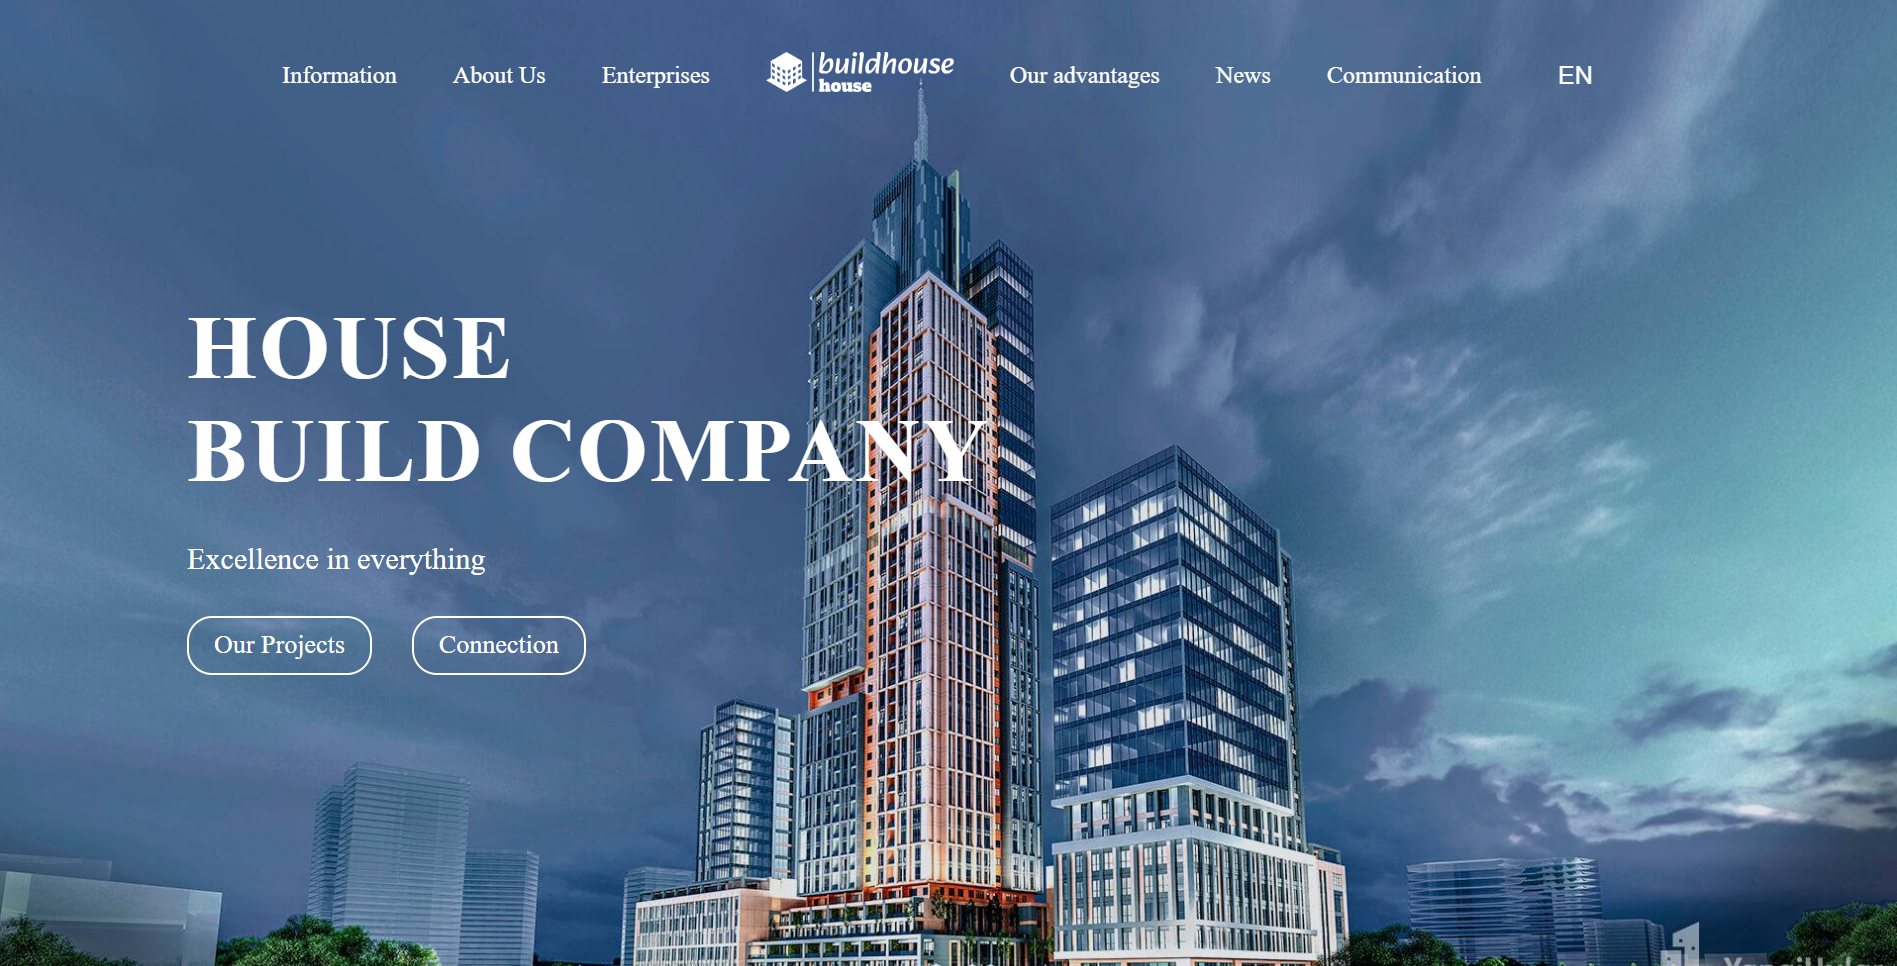 Information About Us Enterprises buildhouse Our advantages News Communication EN
house
HOUSE
BUILD COMPANY
Excellence in everything
Our Projects Connection